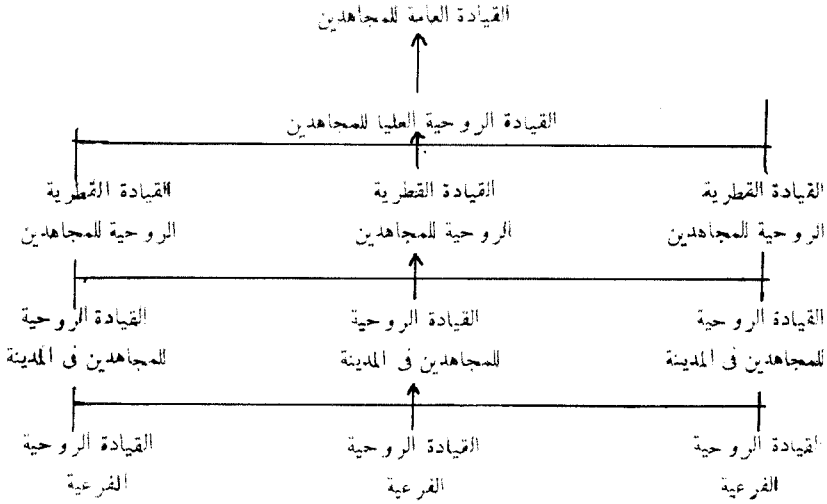 القيادة العامة للمجاهدين
القيادة الروحية العليا للمجاهدين
القيادة القطرية القيادة القطرية القيادة القطرية
الروحية للمجاهدين الروحية للمجاهدين الروحية للمجاهدين
القيادة الروحية القيادة الروحية القيادة الروحية
للمجاهدين فى المدينة للمجاهدين فى المدينة للمجاهدين فى المدينة
القيادة الروحية القيادة الروحية القيادة الروحية
الفرعية الفرعية الفرعية